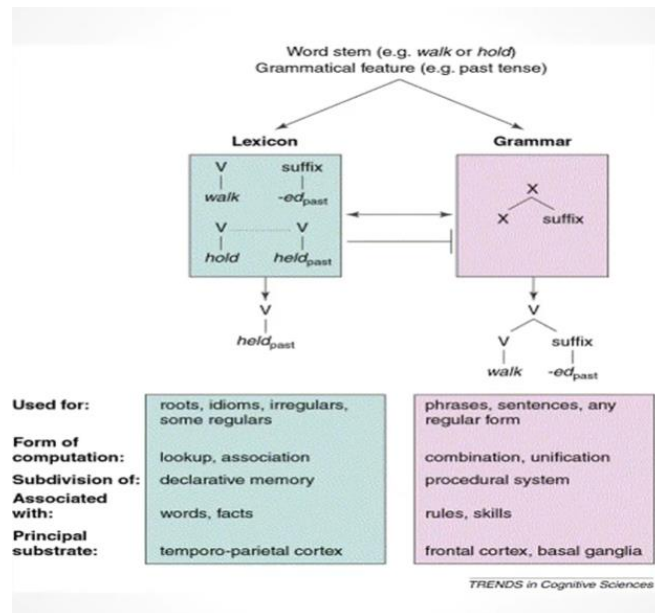 Word stem (e.g. walk or hold)
Grammatical feature (e.g. past tense)
Lexicon
Grammar
V suffix
walk -edpast
V V
hold heldpast
X
X suffix
V
heldpast
V
V suffix
walk -edpast
Used for: roots, idioms, irregulars, some regulars phrases, sentences, any regular form
Form of computation: lookup, association combination, unification
Subdivision of: declarative memory procedural system
Associated with: words, facts rules, skills
Principal substrate: temporo-parietal cortex frontal cortex, basal ganglia
TRENDS in Cognitive Sciences